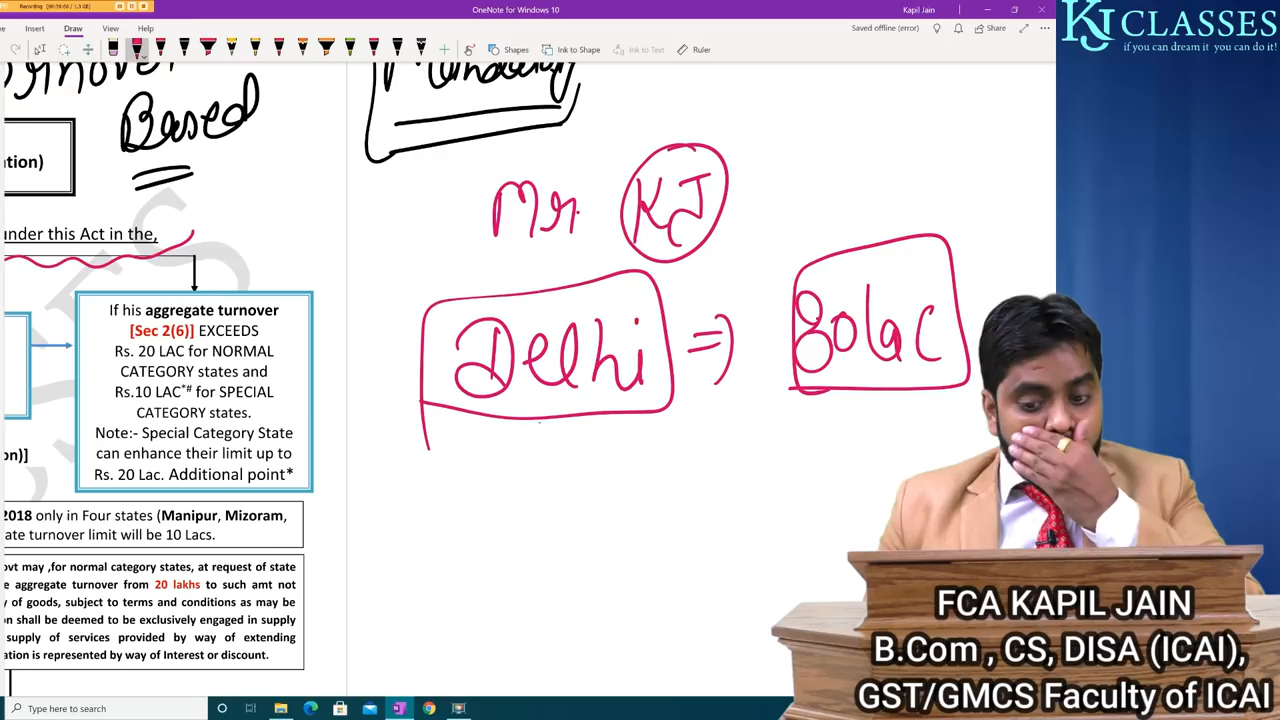 Recording
OneNote for Windows 10
Kapil Jain
Insert Draw View Help
Saved offline (error)
Share
Shapes
Ink to Shape
Ink to Text
Ruler
KJ CLASSES
if you can dream it you can do it!
Based
ation)
under this Act in the,
Mr. KJ
Delhi => 80lac
If his aggregate turnover
[Sec 2(6)] EXCEEDS
Rs. 20 LAC for NORMAL
CATEGORY states and
Rs.10 LAC*# for SPECIAL
CATEGORY states.
Note:- Special Category State
can enhance their limit up to
Rs. 20 Lac. Additional point*
on)]
2018 only in Four states (Manipur, Mizoram,
ate turnover limit will be 10 Lacs.
ovt may ,for normal category states, at request of state
e aggregate turnover from 20 lakhs to such amt not
y of goods, subject to terms and conditions as may be
on shall be deemed to be exclusively engaged in supply
supply of services provided by way of extending
ation is represented by way of Interest or discount.
FCA KAPIL JAIN
B.Com , CS, DISA (ICAI),
GST/GMCS Faculty of ICAI
Type here to search